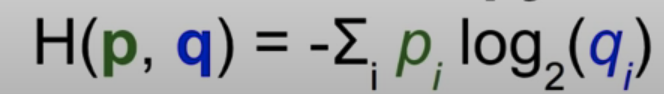 H(p, q) = -Σᵢ pᵢ log₂(qᵢ)